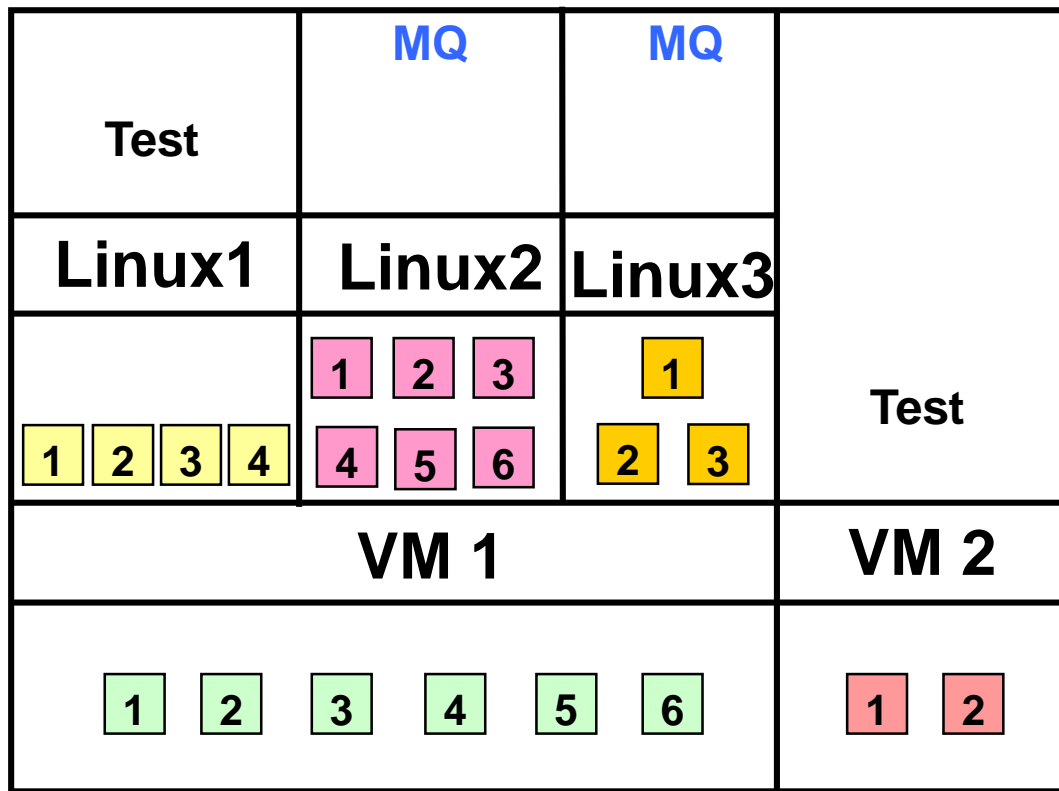 MQ MQ
Test
Linux1 Linux2 Linux3
1 2 3 1
Test
1 2 3 4 4 5 6 2 3
VM 1 VM 2
1 2 3 4 5 6 1 2